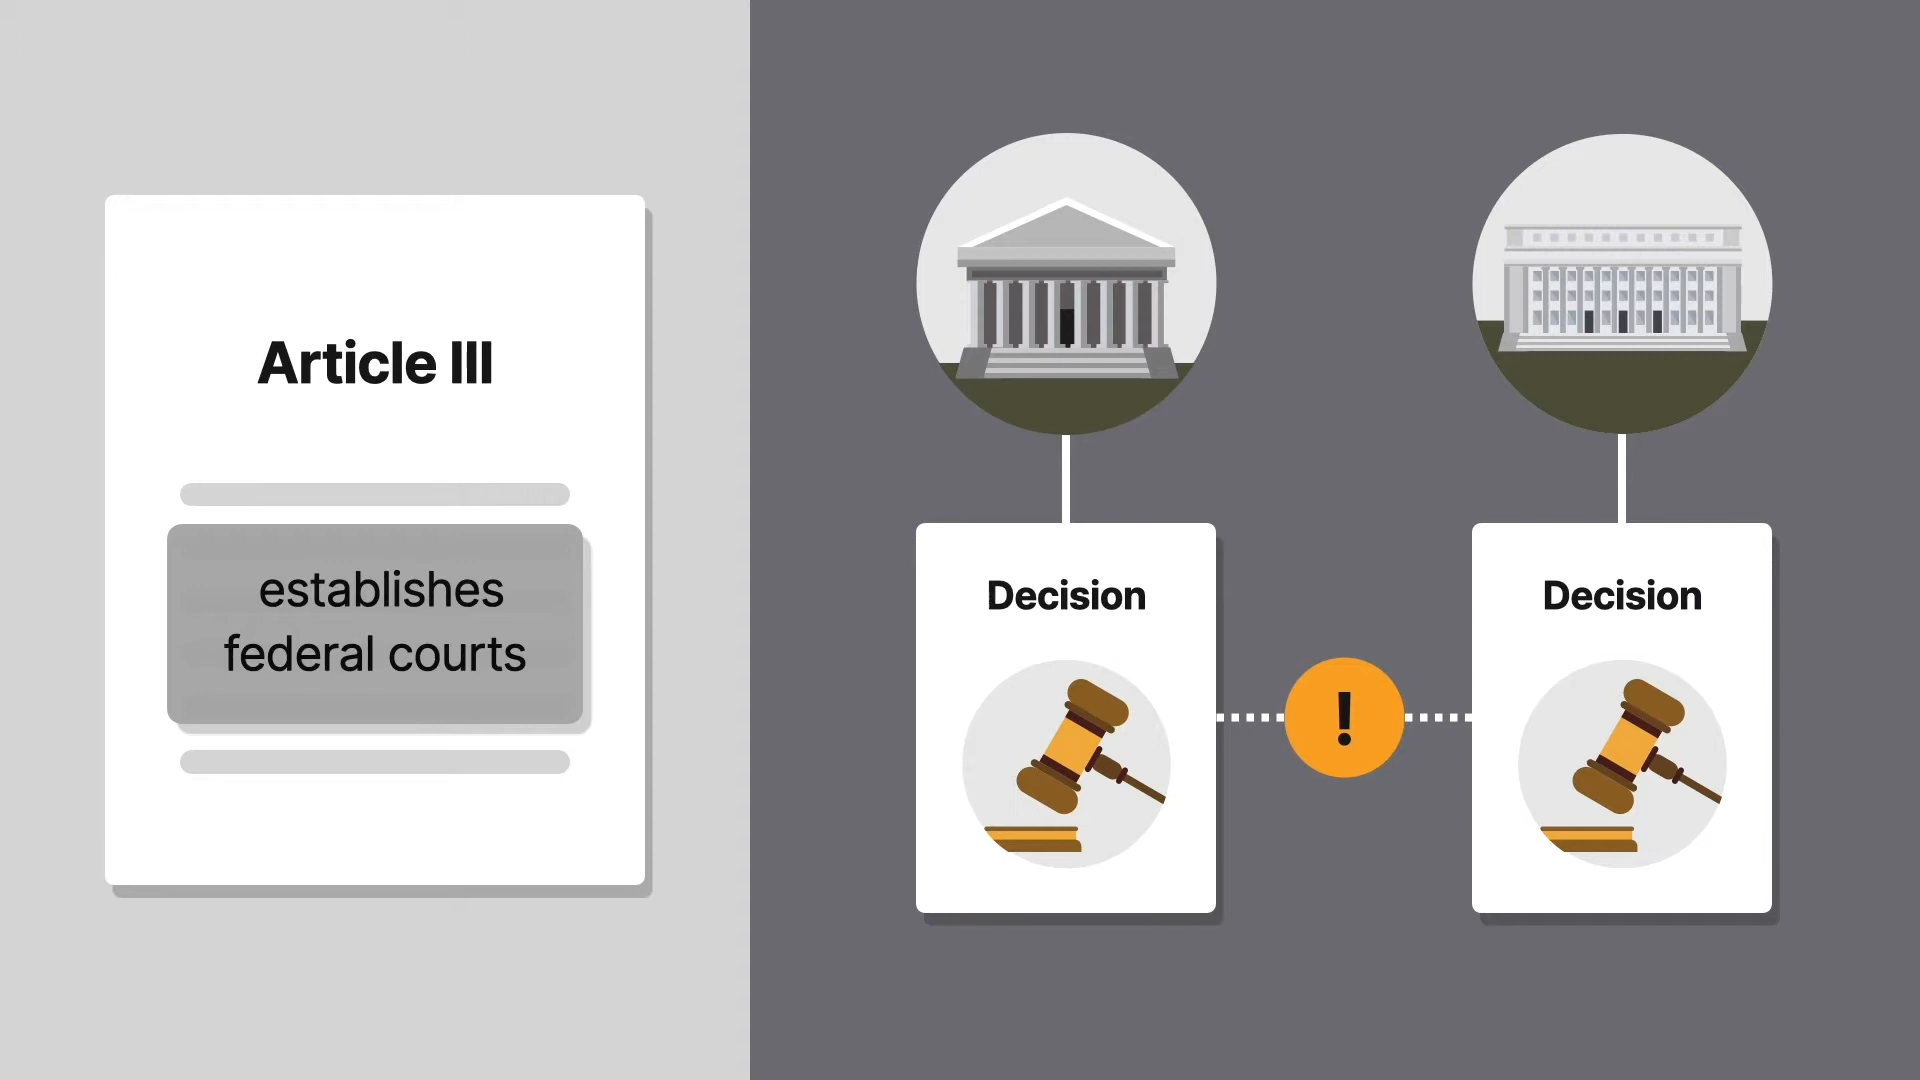 Article III
establishes
federal courts
Decision
!
Decision